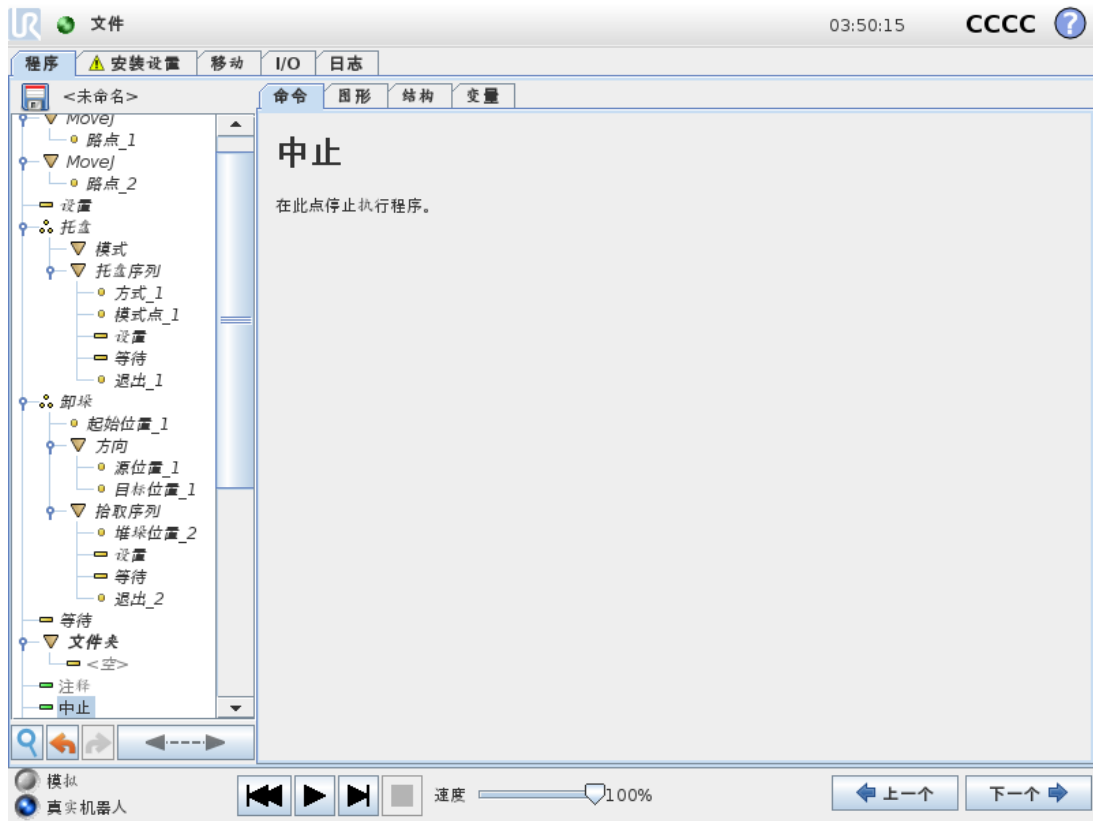 UR 文件 03:50:15 CCCC ?
程序 安装设置 移动 I/O 日志
<未命名> 命令 图形 结构 变量
MoveJ
路点_1
MoveJ
路点_2
设置
托盘
模式
托盘序列
方式_1
模式点_1
设置
等待
退出_1
卸垛
起始位置_1
方向
源位置_1
目标位置_1
拾取序列
堆垛位置_2
设置
等待
退出_2
等待
文件夹
<空>
注释
中止
中止
在此点停止执行程序。
模拟
真实机器人
速度 100%
上一个 下一个